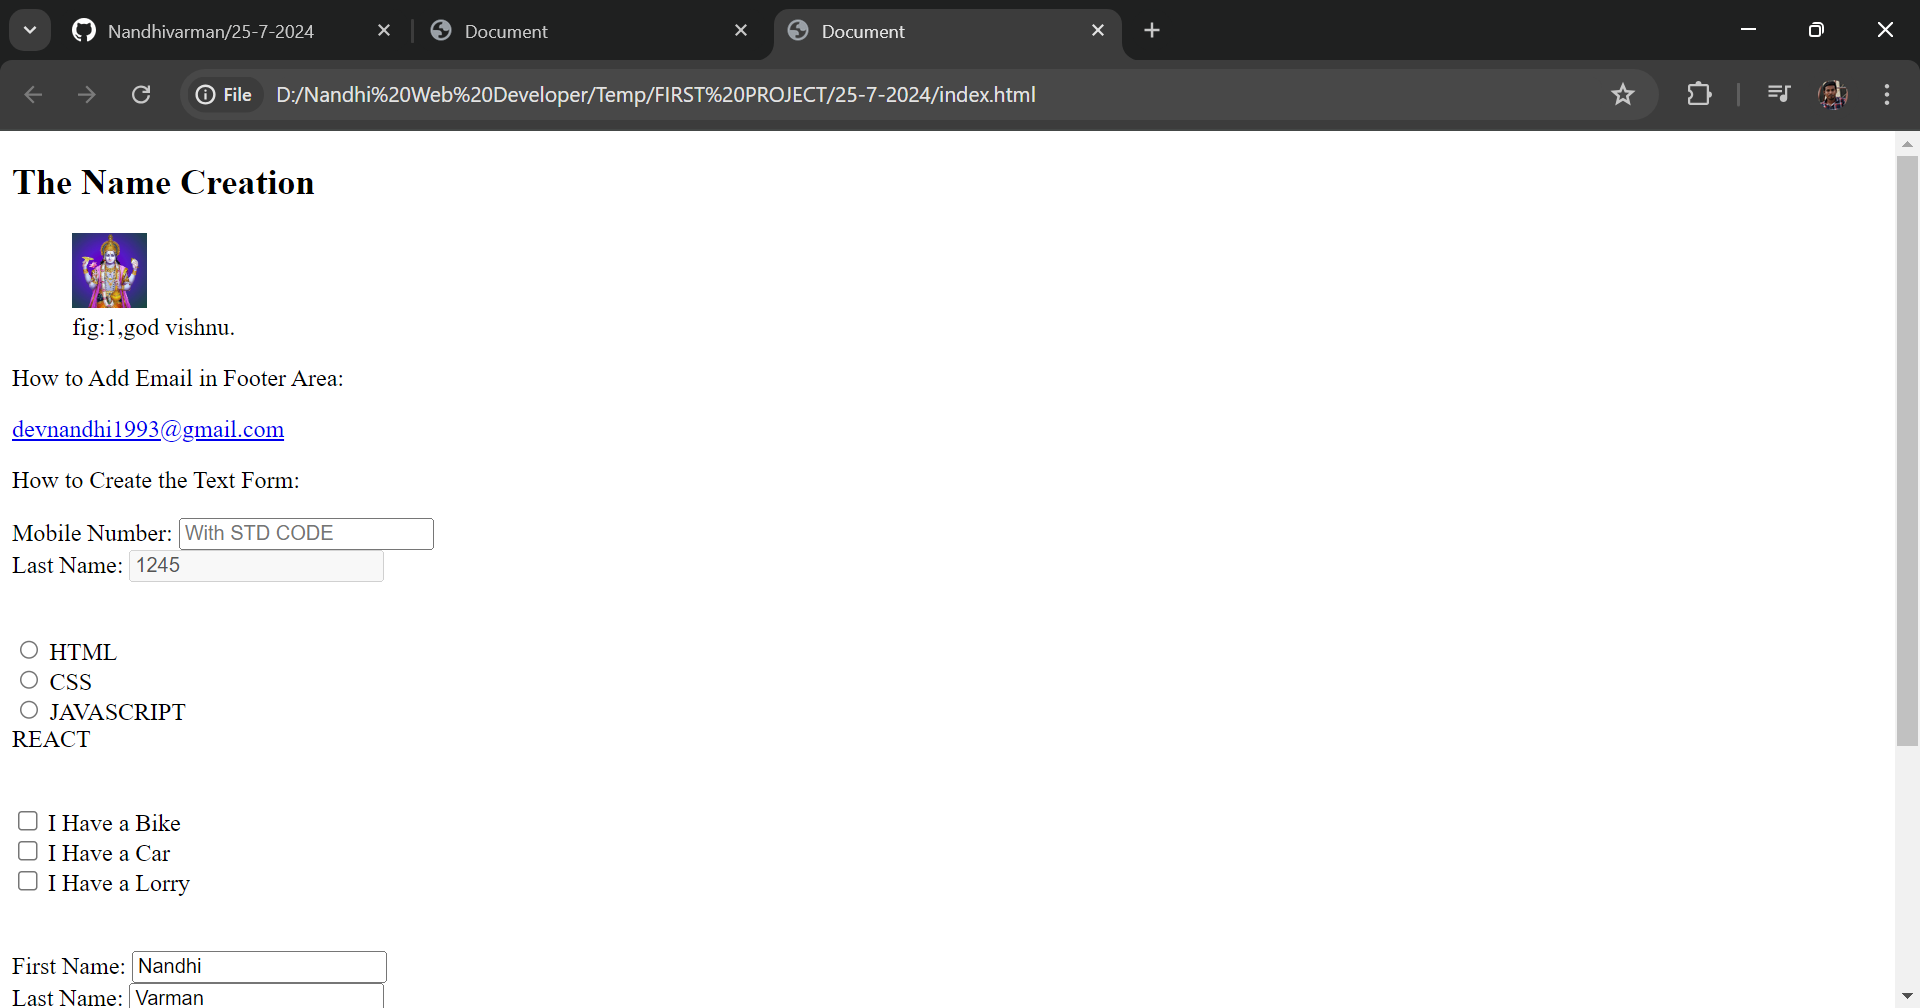 Nandhivarman/25-7-2024
Document
Document
File
D:/Nandhi%20Web%20Developer/Temp/FIRST%20PROJECT/25-7-2024/index.html
The Name Creation
fig:1,god vishnu.
How to Add Email in Footer Area:
devnandhi1993@gmail.com
How to Create the Text Form:
Mobile Number: With STD CODE
Last Name: 1245
HTML
CSS
JAVASCRIPT
REACT
I Have a Bike
I Have a Car
I Have a Lorry
First Name: Nandhi
Last Name: Varman